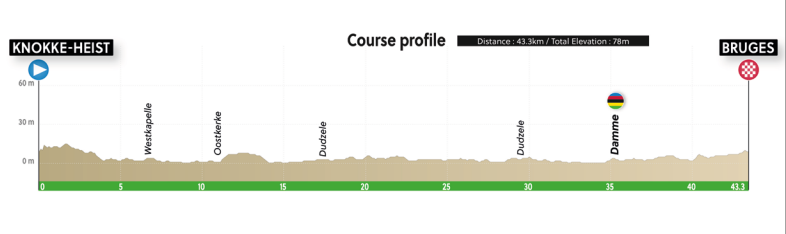 Course profile
Distance : 43.3km / Total Elevation : 78m
KNOKKE-HEIST
BRUGES
60 m
30 m
0 m
Westkapelle
Oostkerke
Dudzele
Dudzele
Damme
0 5 10 15 20 25 30 35 40 43.3